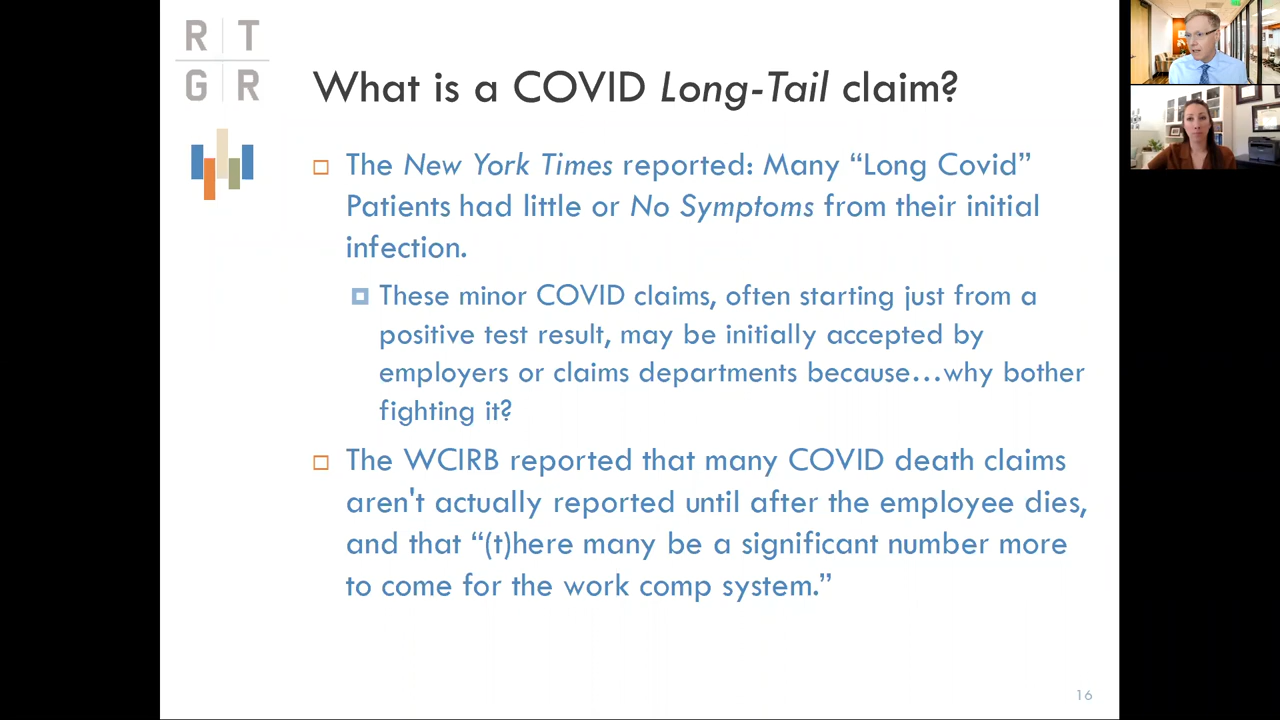 R T
G R
What is a COVID Long-Tail claim?
The New York Times reported: Many “Long Covid”
Patients had little or No Symptoms from their initial
infection.
These minor COVID claims, often starting just from a
positive test result, may be initially accepted by
employers or claims departments because…why bother
fighting it?
The WCIRB reported that many COVID death claims
aren't actually reported until after the employee dies,
and that “(t)here many be a significant number more
to come for the work comp system.”
16